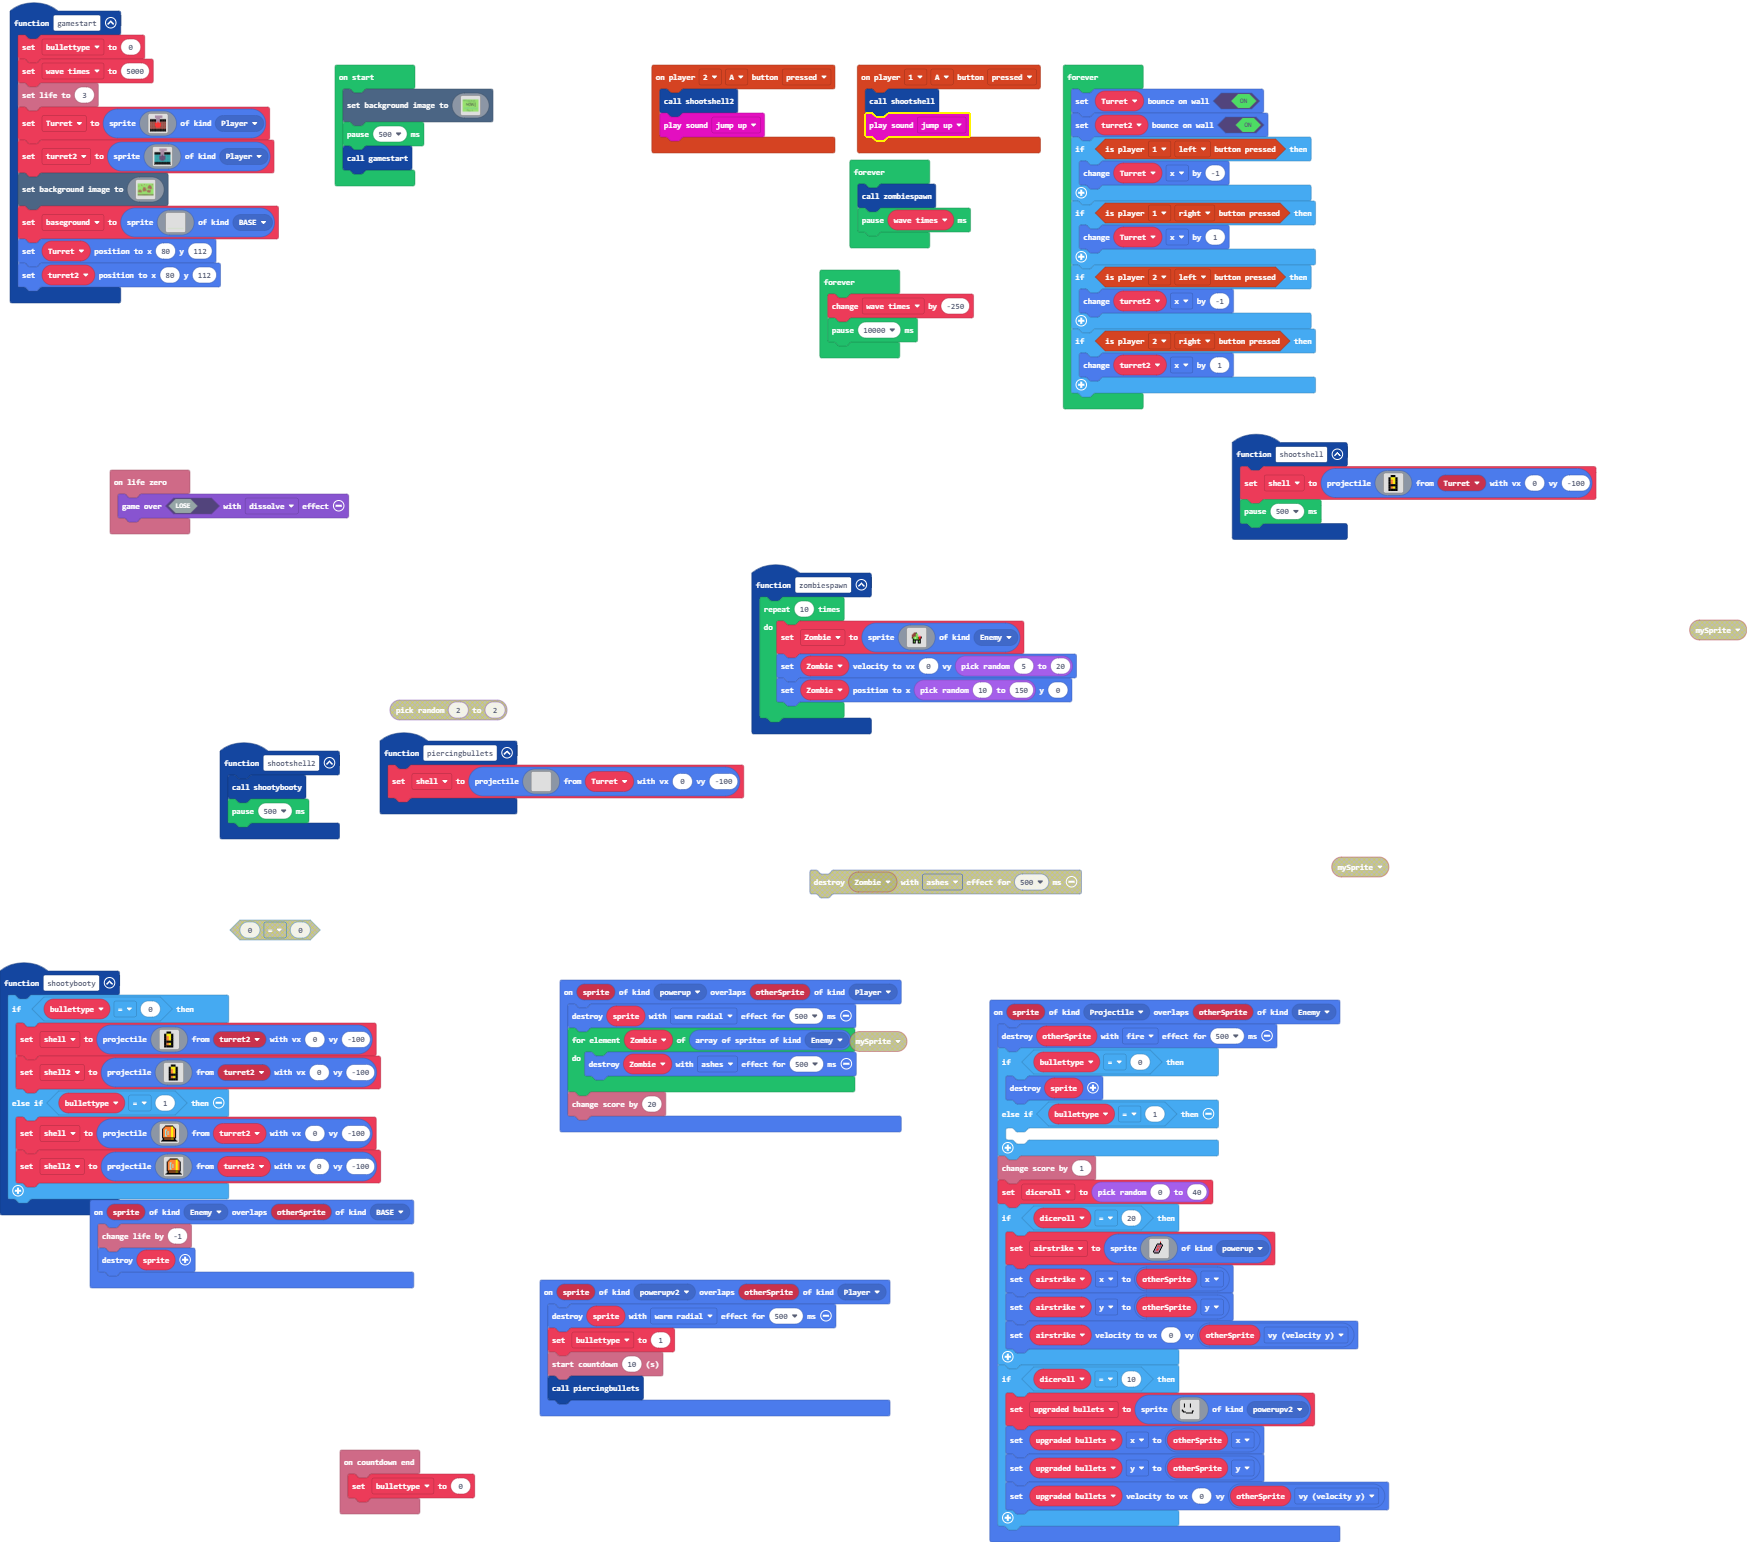 function gamestart
set bullettype to 0
set wave times to 5000
set life to 3
set Turret to sprite of kind Player
set turret2 to sprite of kind Player
set background image to
set baseground to sprite of kind BASE
set Turret position to x 80 y 112
set turret2 position to x 80 y 112
on start
set background image to
pause 500 ms
call gamestart
on player 2 A button pressed
call shootshell2
play sound jump up
on player 1 A button pressed
call shootshell
play sound jump up
forever
call zombiespawn
pause wave times ms
forever
change wave times by -250
pause 10000 ms
forever
set Turret bounce on wall ON
set turret2 bounce on wall ON
if is player 1 left button pressed then
change Turret x by -1
if is player 1 right button pressed then
change Turret x by 1
if is player 2 left button pressed then
change turret2 x by -1
if is player 2 right button pressed then
change turret2 x by 1
on life zero
game over LOSE with dissolve effect
function shootshell
set shell to projectile from Turret with vx 0 vy -100
pause 500 ms
function zombiespawn
repeat 10 times
do
set Zombie to sprite of kind Enemy
set Zombie velocity to vx 0 vy pick random 5 to 20
set Zombie position to x pick random 10 to 150 y 0
mySprite
pick random 2 to 2
function shootshell2
call shootybooty
pause 500 ms
function piercingbullets
set shell to projectile from Turret with vx 0 vy -100
destroy Zombie with ashes effect for 500 ms
mySprite
0 = 0
function shootybooty
if bullettype = 0 then
set shell to projectile from turret2 with vx 0 vy -100
set shell2 to projectile from turret2 with vx 0 vy -100
else if bullettype = 1 then
set shell to projectile from turret2 with vx 0 vy -100
set shell2 to projectile from turret2 with vx 0 vy -100
on sprite of kind Enemy overlaps otherSprite of kind BASE
change life by -1
destroy sprite
on sprite of kind powerup overlaps otherSprite of kind Player
destroy sprite with warm radial effect for 500 ms
for element Zombie of array of sprites of kind Enemy
do
destroy Zombie with ashes effect for 500 ms
change score by 20
mySprite
on sprite of kind powerupv2 overlaps otherSprite of kind Player
destroy sprite with warm radial effect for 500 ms
set bullettype to 1
start countdown 10 (s)
call piercingbullets
on countdown end
set bullettype to 0
on sprite of kind Projectile overlaps otherSprite of kind Enemy
destroy otherSprite with fire effect for 500 ms
if bullettype = 0 then
destroy sprite
else if bullettype = 1 then
change score by 1
set diceroll to pick random 0 to 40
if diceroll = 20 then
set airstrike to sprite of kind powerup
set airstrike x to otherSprite x
set airstrike y to otherSprite y
set airstrike velocity to vx 0 vy otherSprite vy (velocity y)
if diceroll = 10 then
set upgraded bullets to sprite of kind powerupv2
set upgraded bullets x to otherSprite x
set upgraded bullets y to otherSprite y
set upgraded bullets velocity to vx 0 vy otherSprite vy (velocity y)